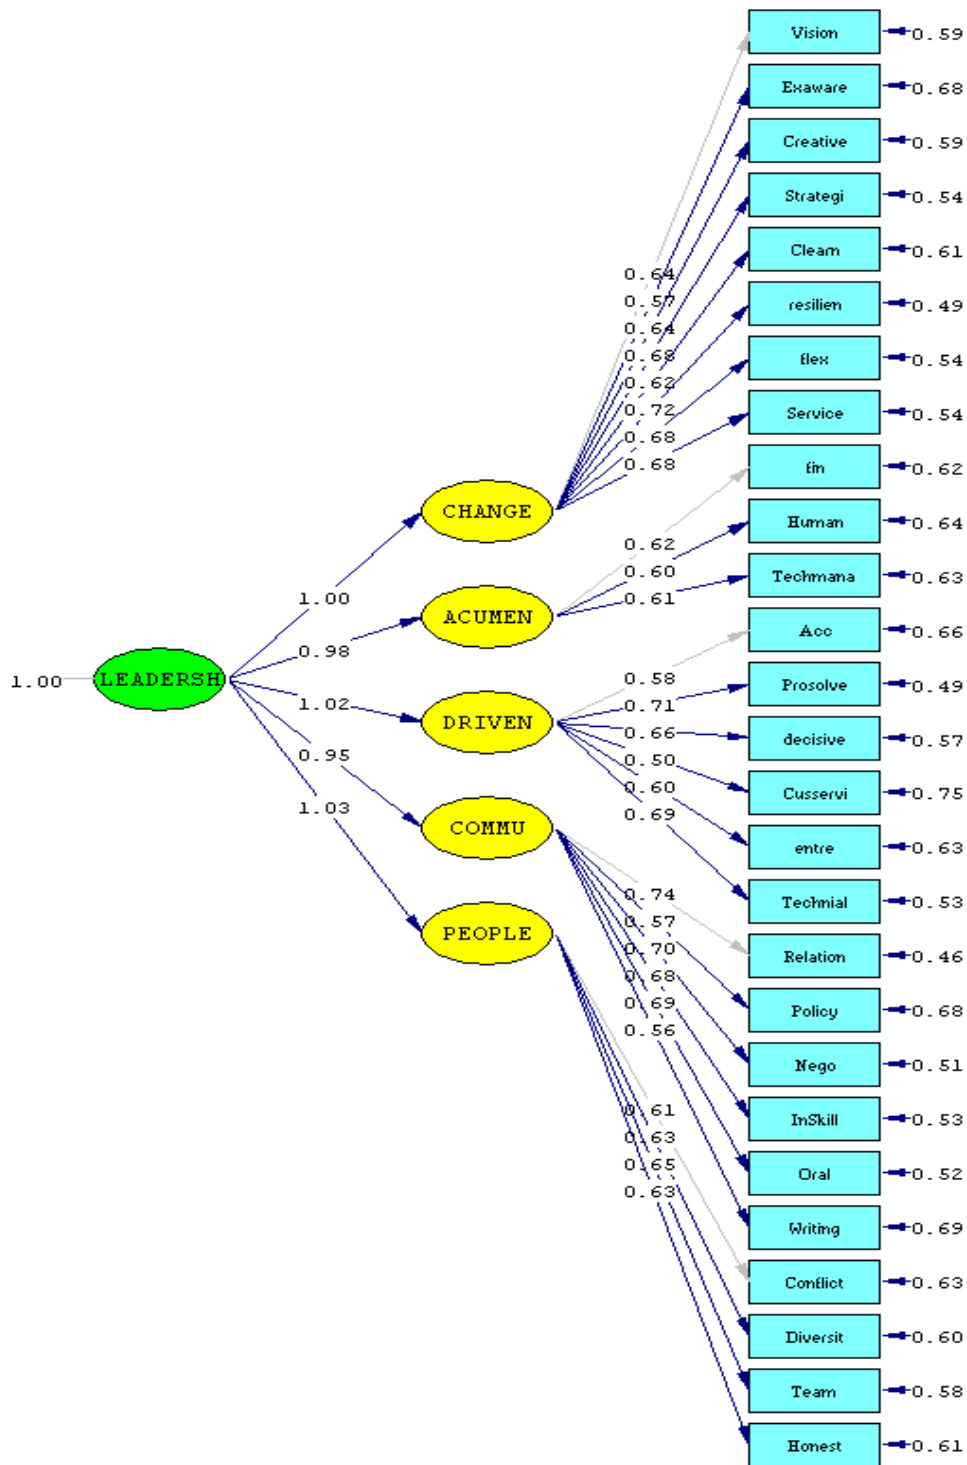 Vision 0.59
Exaware 0.68
Creative 0.59
Strategi 0.54
Clearn 0.61
0.64
0.57
resilien 0.49
0.64
0.68
flex 0.54
0.62
0.72
Service 0.54
0.68
0.68
fin 0.62
CHANGE
Human 0.64
0.62
0.60
Techmana 0.63
0.61
1.00
ACUMEN
Acc 0.66
0.98
1.00 LEADERSH
0.58
Prosolve 0.49
1.02
0.71
DRIVEN
0.66
decisive 0.57
0.95
0.50
0.60
Cusservi 0.75
1.03
0.69
COMMU
entre 0.63
0.74
Technial 0.53
0.57
PEOPLE
0.70
Relation 0.46
0.68
0.69
Policy 0.68
0.56
Nego 0.51
0.61
InSkill 0.53
0.63
0.65
Oral 0.52
0.63
Writing 0.69
Conflict 0.63
Diversit 0.60
Team 0.58
Honest 0.61